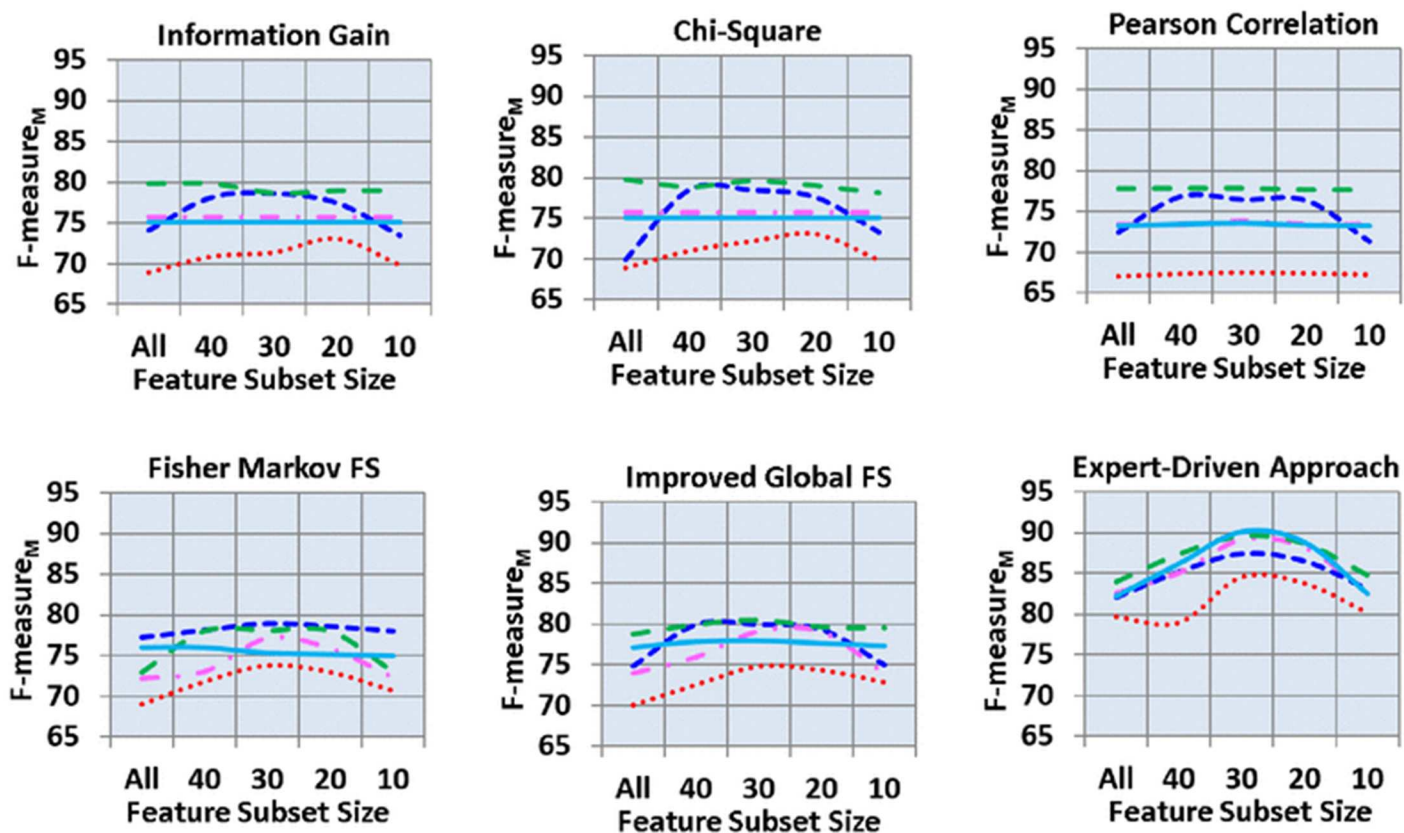 Information Gain
95
90
85
80
75
70
65
F-measureM
All 40 30 20 10
Feature Subset Size
Chi-Square
95
90
85
80
75
70
65
F-measureM
All 40 30 20 10
Feature Subset Size
Pearson Correlation
95
90
85
80
75
70
65
F-measureM
All 40 30 20 10
Feature Subset Size
Fisher Markov FS
95
90
85
80
75
70
65
F-measureM
All 40 30 20 10
Feature Subset Size
Improved Global FS
95
90
85
80
75
70
65
F-measureM
All 40 30 20 10
Feature Subset Size
Expert-Driven Approach
95
90
85
80
75
70
65
F-measureM
All 40 30 20 10
Feature Subset Size